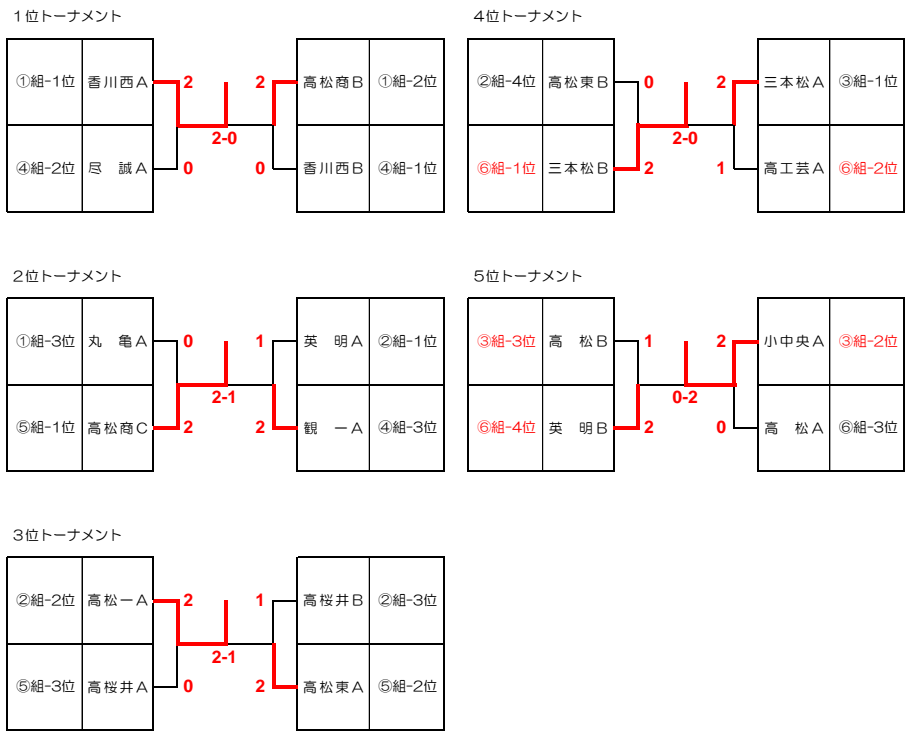 １位トーナメント
①組-1位 香川西A 2 2 高松商B ①組-2位
2-0
④組-2位 尽 誠A 0 0 香川西B ④組-1位
４位トーナメント
②組-4位 高松東B 0 2 三本松A ③組-1位
2-0
⑥組-1位 三本松B 2 1 高工芸A ⑥組-2位
２位トーナメント
①組-3位 丸 亀A 0 1 英 明A ②組-1位
2-1
⑤組-1位 高松商C 2 2 観 一A ④組-3位
５位トーナメント
③組-3位 高 松B 1 2 小中央A ③組-2位
0-2
⑥組-4位 英 明B 2 0 高 松A ⑥組-3位
３位トーナメント
②組-2位 高松一A 2 1 高桜井B ②組-3位
2-1
⑤組-3位 高桜井A 0 2 高松東A ⑤組-2位